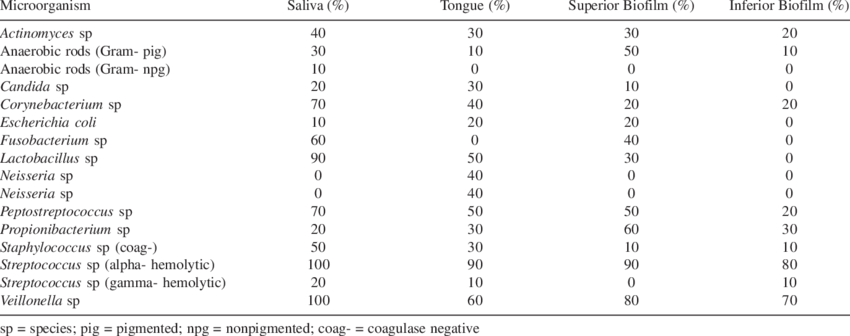 Microorganism Saliva (%) Tongue (%) Superior Biofilm (%) Inferior Biofilm (%)
Actinomyces sp 40 30 30 20
Anaerobic rods (Gram- pig) 30 10 50 10
Anaerobic rods (Gram- npg) 10 0 0 0
Candida sp 20 30 10 0
Corynebacterium sp 70 40 20 20
Escherichia coli 10 20 20 0
Fusobacterium sp 60 0 40 0
Lactobacillus sp 90 50 30 0
Neisseria sp 0 40 0 0
Neisseria sp 0 40 0 0
Peptostreptococcus sp 70 50 50 20
Propionibacterium sp 20 30 60 30
Staphylococcus sp (coag-) 50 30 10 10
Streptococcus sp (alpha- hemolytic) 100 90 90 80
Streptococcus sp (gamma- hemolytic) 20 10 0 10
Veillonella sp 100 60 80 70
sp = species; pig = pigmented; npg = nonpigmented; coag- = coagulase negative